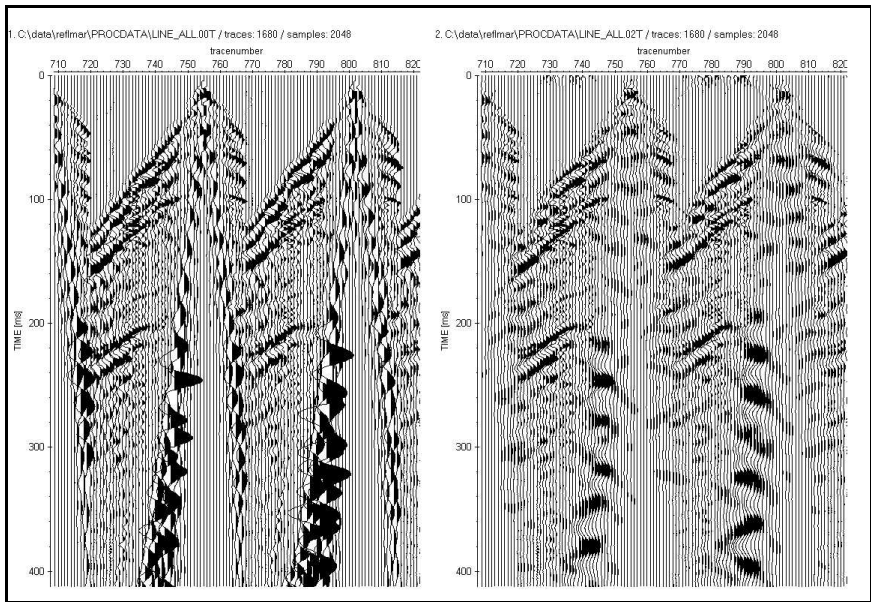 1. C:\data\reflmar\PROCDATA\LINE_ALL.00T / traces: 1680 / samples: 2048
tracenumber
710 720 730 740 750 760 770 780 790 800 810 820
0
100
200
300
400
TIME [ms]
2. C:\data\reflmar\PROCDATA\LINE_ALL.02T / traces: 1680 / samples: 2048
tracenumber
710 720 730 740 750 760 770 780 790 800 810 820
0
100
200
300
400
TIME [ms]